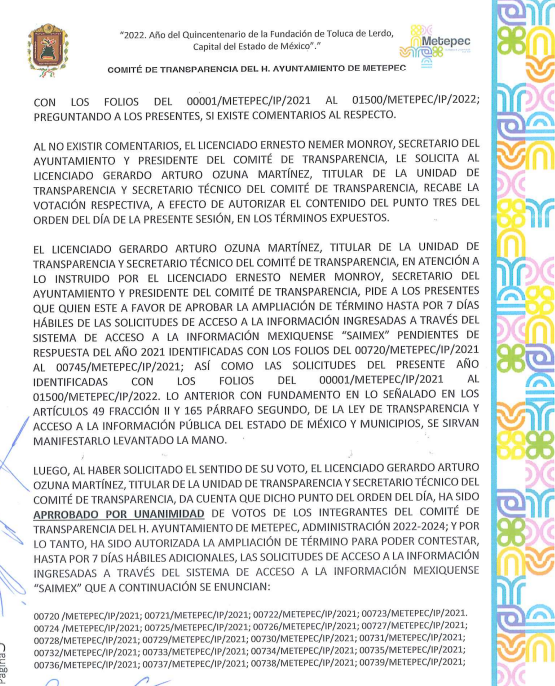 "2022. Año del Quincentenario de la Fundación de Toluca de Lerdo,
Capital del Estado de México"."
Metepec
COMITÉ DE TRANSPARENCIA DEL H. AYUNTAMIENTO DE METEPEC
CON LOS FOLIOS DEL 00001/METEPEC/IP/2021 AL 01500/METEPEC/IP/2022;
PREGUNTANDO A LOS PRESENTES, SI EXISTE COMENTARIOS AL RESPECTO.
AL NO EXISTIR COMENTARIOS, EL LICENCIADO ERNESTO NEMER MONROY, SECRETARIO DEL
AYUNTAMIENTO Y PRESIDENTE DEL COMITÉ DE TRANSPARENCIA, LE SOLICITA AL
LICENCIADO GERARDO ARTURO OZUNA MARTÍNEZ, TITULAR DE LA UNIDAD DE
TRANSPARENCIA Y SECRETARIO TÉCNICO DEL COMITÉ DE TRANSPARENCIA, RECABE LA
VOTACIÓN RESPECTIVA, A EFECTO DE AUTORIZAR EL CONTENIDO DEL PUNTO TRES DEL
ORDEN DEL DÍA DE LA PRESENTE SESIÓN, EN LOS TÉRMINOS EXPUESTOS.
EL LICENCIADO GERARDO ARTURO OZUNA MARTÍNEZ, TITULAR DE LA UNIDAD DE
TRANSPARENCIA Y SECRETARIO TÉCNICO DEL COMITÉ DE TRANSPARENCIA, EN ATENCIÓN A
LO INSTRUIDO POR EL LICENCIADO ERNESTO NEMER MONROY, SECRETARIO DEL
AYUNTAMIENTO Y PRESIDENTE DEL COMITÉ DE TRANSPARENCIA, PIDE A LOS PRESENTES
QUE QUIEN ESTE A FAVOR DE APROBAR LA AMPLIACIÓN DE TÉRMINO HASTA POR 7 DÍAS
HÁBILES DE LAS SOLICITUDES DE ACCESO A LA INFORMACIÓN INGRESADAS A TRAVÉS DEL
SISTEMA DE ACCESO A LA INFORMACIÓN MEXIQUENSE "SAIMEX" PENDIENTES DE
RESPUESTA DEL AÑO 2021 IDENTIFICADAS CON LOS FOLIOS DEL 00720/METEPEC/IP/2021
AL 00745/METEPEC/IP/2021; ASÍ COMO LAS SOLICITUDES DEL PRESENTE AÑO
IDENTIFICADAS CON LOS FOLIOS DEL 00001/METEPEC/IP/2021 AL
01500/METEPEC/IP/2022. LO ANTERIOR CON FUNDAMENTO EN LO SEÑALADO EN LOS
ARTÍCULOS 49 FRACCIÓN II Y 165 PÁRRAFO SEGUNDO, DE LA LEY DE TRANSPARENCIA Y
ACCESO A LA INFORMACIÓN PÚBLICA DEL ESTADO DE MÉXICO Y MUNICIPIOS, SE SIRVAN
MANIFESTARLO LEVANTADO LA MANO.
LUEGO, AL HABER SOLICITADO EL SENTIDO DE SU VOTO, EL LICENCIADO GERARDO ARTURO
OZUNA MARTÍNEZ, TITULAR DE LA UNIDAD DE TRANSPARENCIA Y SECRETARIO TÉCNICO DEL
COMITÉ DE TRANSPARENCIA, DA CUENTA QUE DICHO PUNTO DEL ORDEN DEL DÍA, HA SIDO
APRROBADO POR UNANIMIDAD DE VOTOS DE LOS INTEGRANTES DEL COMITÉ DE
TRANSPARENCIA DEL H. AYUNTAMIENTO DE METEPEC, ADMINISTRACIÓN 2022-2024; Y POR
LO TANTO, HA SIDO AUTORIZADA LA AMPLIACIÓN DE TÉRMINO PARA PODER CONTESTAR,
HASTA POR 7 DÍAS HÁBILES ADICIONALES, LAS SOLICITUDES DE ACCESO A LA INFORMACIÓN
INGRESADAS A TRAVÉS DEL SISTEMA DE ACCESO A LA INFORMACIÓN MEXIQUENSE
"SAIMEX" QUE A CONTINUACIÓN SE ENUNCIAN:
00720 /METEPEC/IP/2021; 00721/METEPEC/IP/2021; 00722/METEPEC/IP/2021; 00723/METEPEC/IP/2021.
00724 /METEPEC/IP/2021; 00725/METEPEC/IP/2021; 00726/METEPEC/IP/2021; 00727/METEPEC/IP/2021;
00728/METEPEC/IP/2021; 00729/METEPEC/IP/2021; 00730/METEPEC/IP/2021; 00731/METEPEC/IP/2021;
00732/METEPEC/IP/2021; 00733/METEPEC/IP/2021; 00734/METEPEC/IP/2021; 00735/METEPEC/IP/2021;
00736/METEPEC/IP/2021; 00737/METEPEC/IP/2021; 00738/METEPEC/IP/2021; 00739/METEPEC/IP/2021;
Página